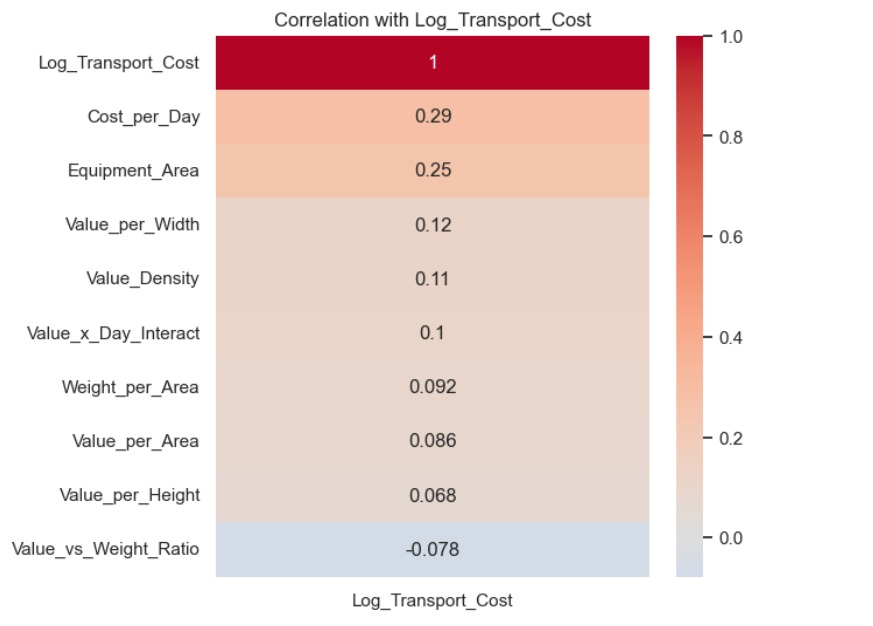 Correlation with Log_Transport_Cost
Log_Transport_Cost 1
Cost_per_Day 0.29
Equipment_Area 0.25
Value_per_Width 0.12
Value_Density 0.11
Value_x_Day_Interact 0.1
Weight_per_Area 0.092
Value_per_Area 0.086
Value_per_Height 0.068
Value_vs_Weight_Ratio -0.078
Log_Transport_Cost
1.0
0.8
0.6
0.4
0.2
0.0